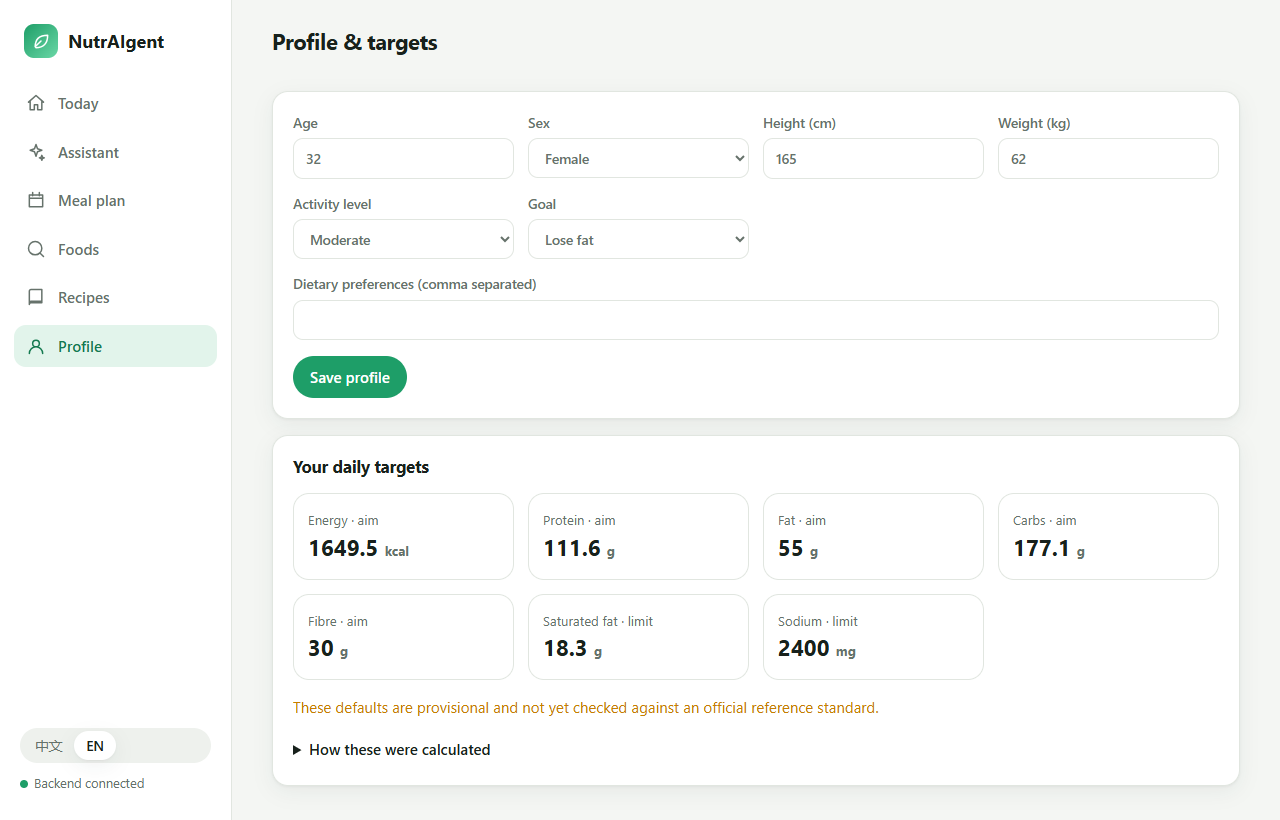 NutrAIgent
Today
Assistant
Meal plan
Foods
Recipes
Profile
中文 EN
Backend connected
Profile & targets
Age Sex Height (cm) Weight (kg)
32 Female 165 62
Activity level Goal
Moderate Lose fat
Dietary preferences (comma separated)
Save profile
Your daily targets
Energy · aim Protein · aim Fat · aim Carbs · aim
1649.5 kcal 111.6 g 55 g 177.1 g
Fibre · aim Saturated fat · limit Sodium · limit
30 g 18.3 g 2400 mg
These defaults are provisional and not yet checked against an official reference standard.
How these were calculated